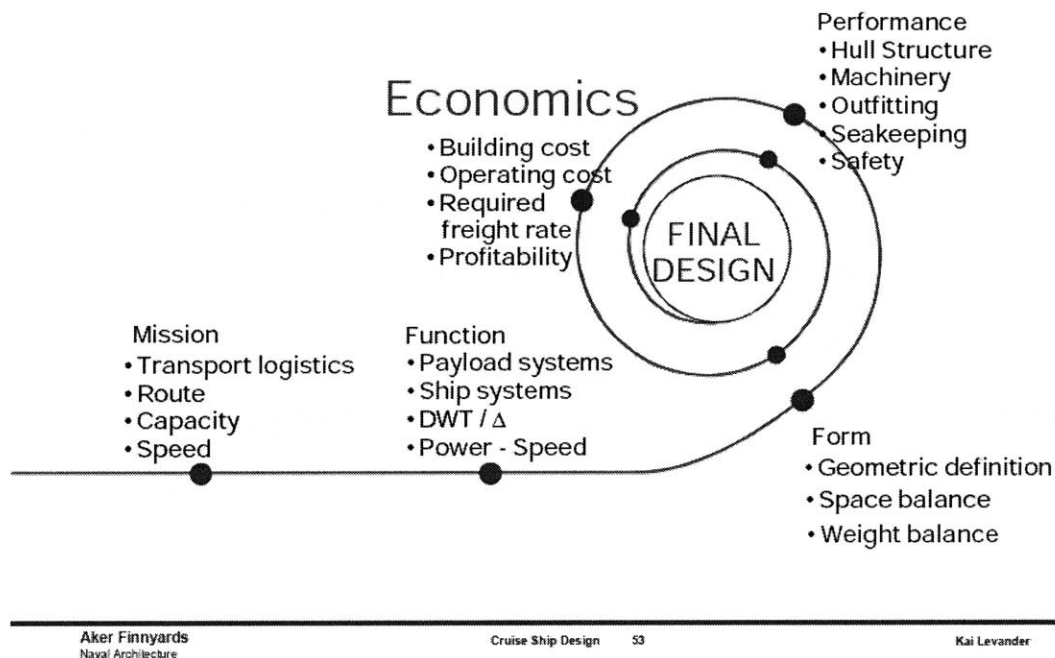 Performance
• Hull Structure
• Machinery
• Outfitting
• Seakeeping
• Safety
Economics
• Building cost
• Operating cost
• Required
freight rate
• Profitability
FINAL
DESIGN
Mission
• Transport logistics
• Route
• Capacity
• Speed
Function
• Payload systems
• Ship systems
• DWT / Δ
• Power - Speed
Form
• Geometric definition
• Space balance
• Weight balance
Aker Finnyards
Naval Architecture
Cruise Ship Design 53
Kai Levander